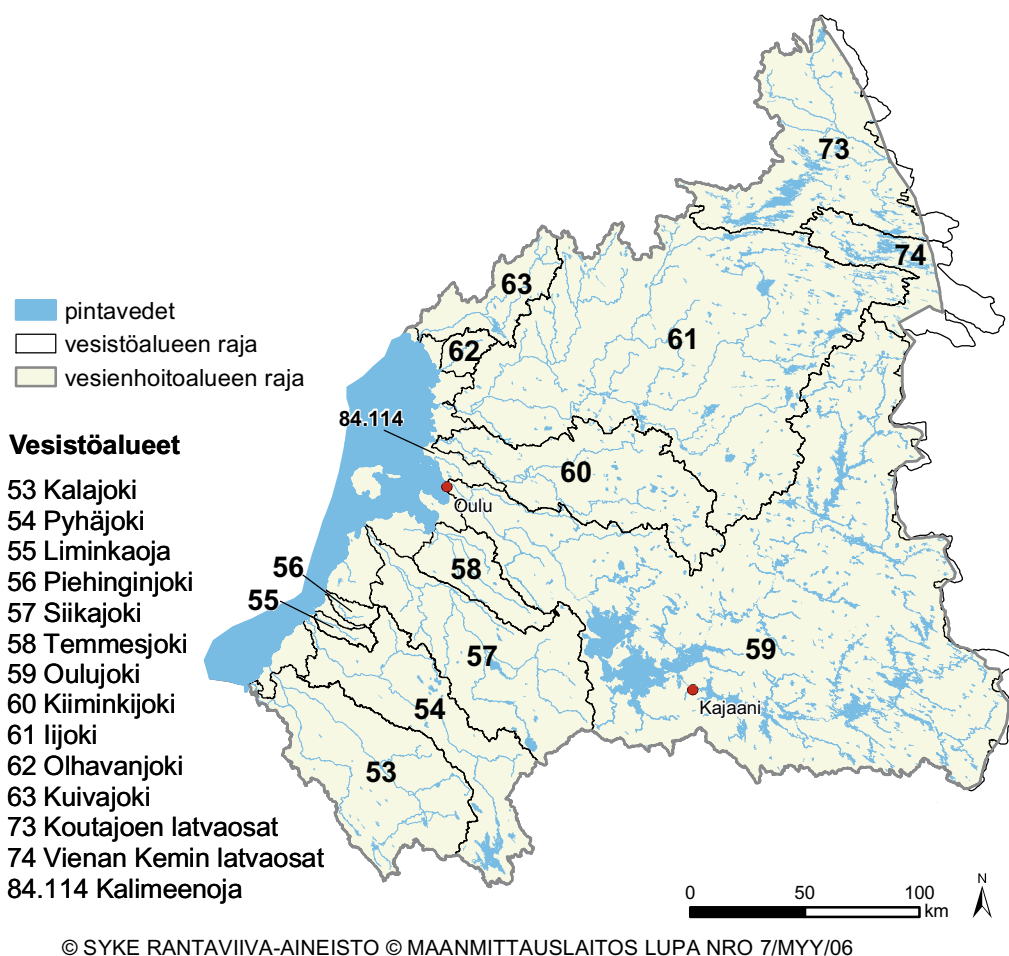 73
74
63
61
62
pintavedet
vesistöalueen raja
vesienhoitoalueen raja
84.114
60
Oulu
Vesistöalueet
53 Kalajoki
54 Pyhäjoki
55 Liminkaoja
56 Piehinginjoki
57 Siikajoki
58 Temmesjoki
59 Oulujoki
60 Kiiminkijoki
61 Iijoki
62 Olhavanjoki
63 Kuivajoki
73 Koutajoen latvaosat
74 Vienan Kemin latvaosat
84.114 Kalimeenoja
56
58
55
57
59
Kajaani
54
53
0 50 100
km
N
© SYKE RANTAVIIVA-AINEISTO © MAANMITTAUSLAITOS LUPA NRO 7/MYY/06